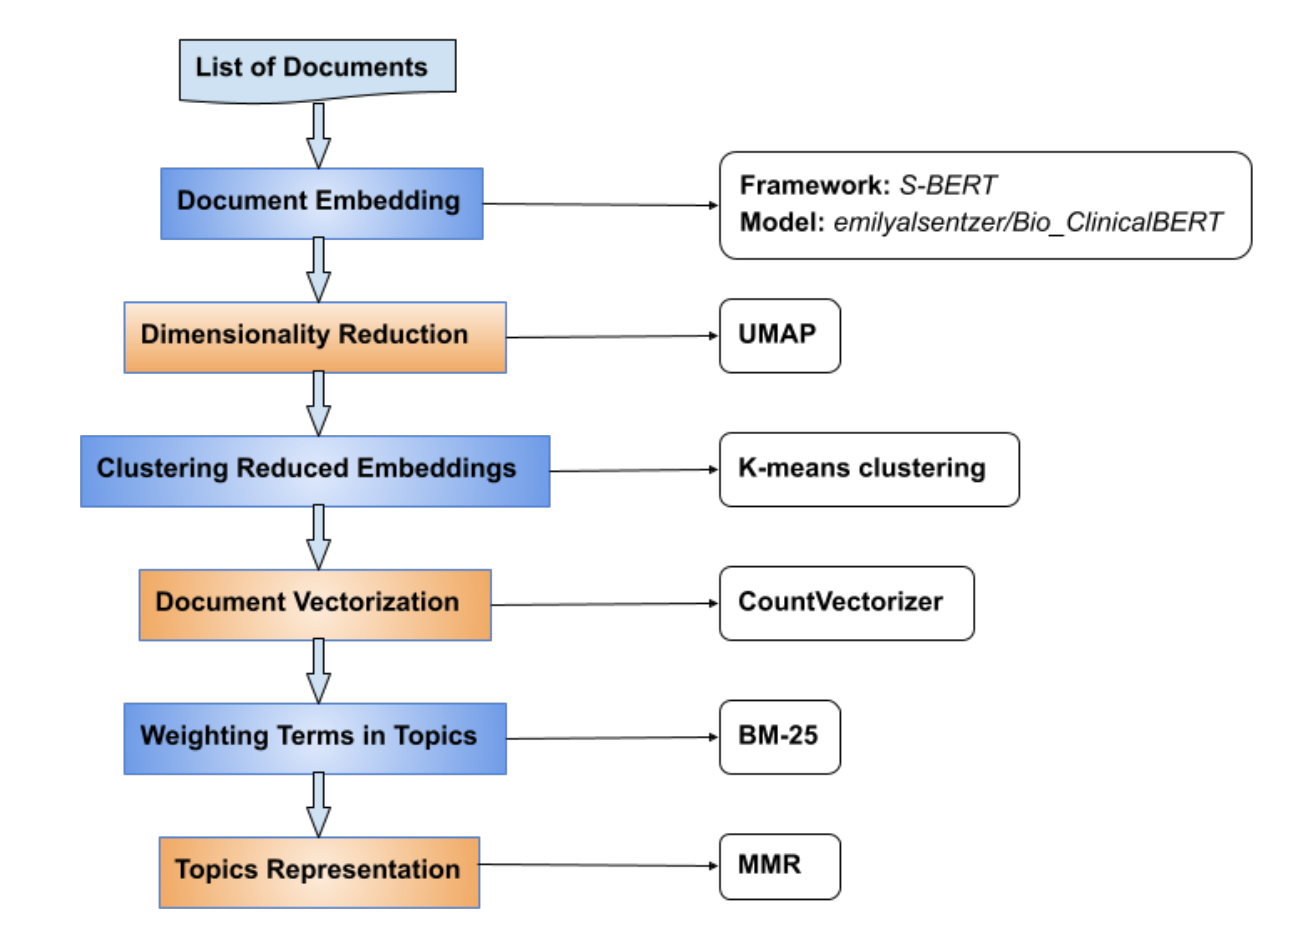 List of Documents
Document Embedding
Framework: S-BERT
Model: emilyalsentzer/Bio_ClinicalBERT
Dimensionality Reduction
UMAP
Clustering Reduced Embeddings
K-means clustering
Document Vectorization
CountVectorizer
Weighting Terms in Topics
BM-25
Topics Representation
MMR